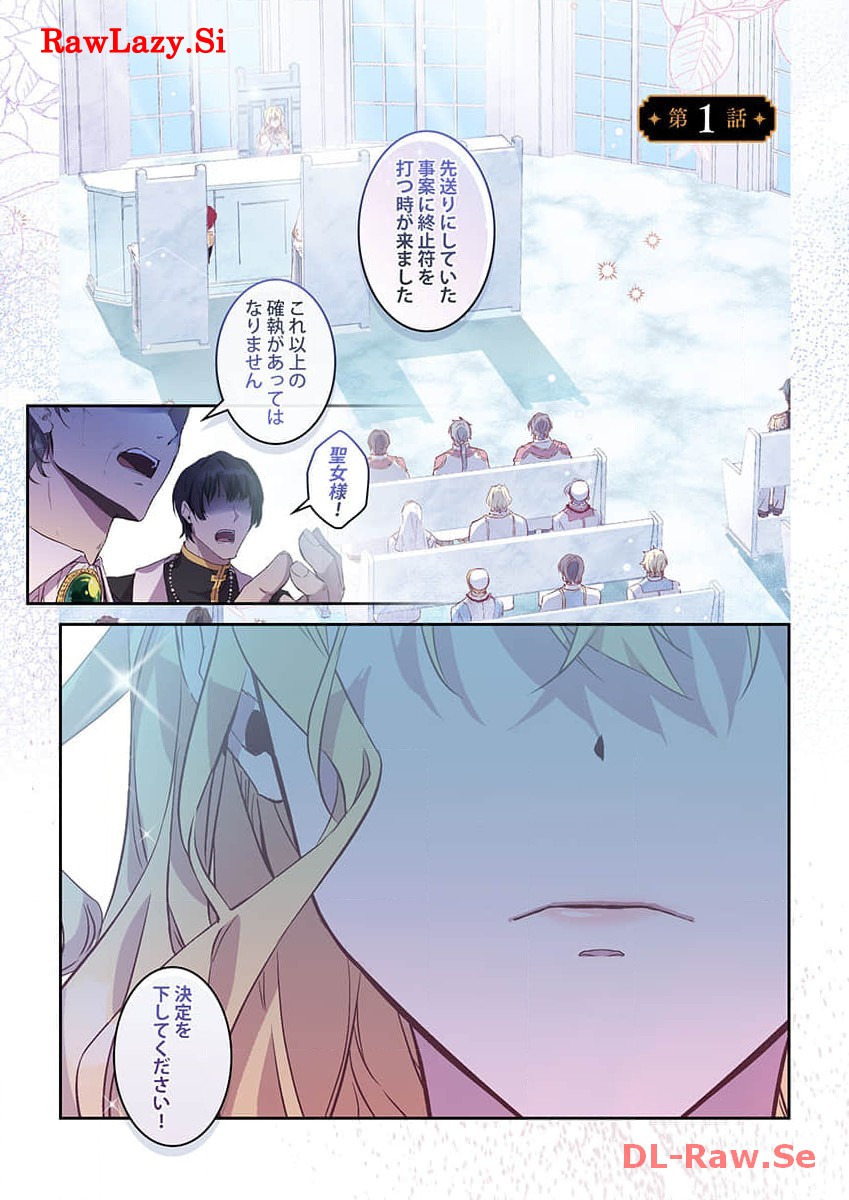 RawLazy.Si
第1話
先送りにしていた
事案に終止符を
打つ時が来ました
これ以上の
確執があっては
なりません
聖女様!
決定を
下してください!
DL-Raw.Se